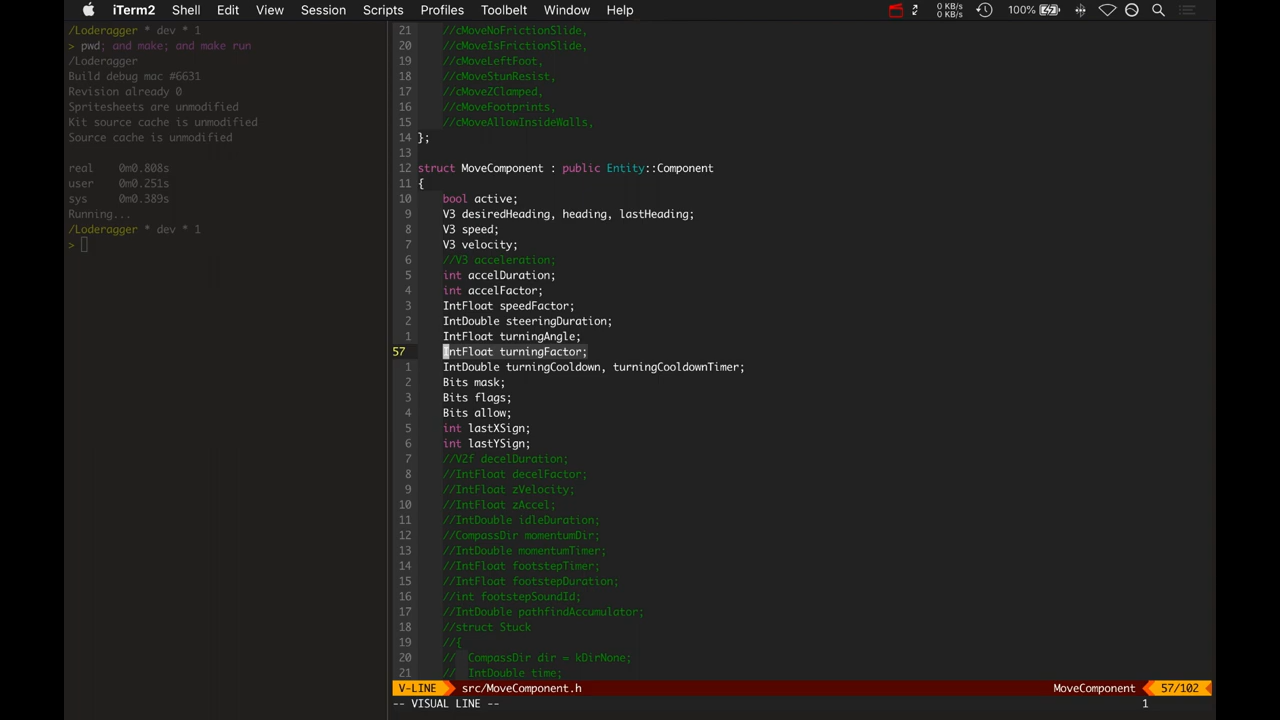 iTerm2 Shell Edit View Session Scripts Profiles Toolbelt Window Help 0 KB/s 0 KB/s 100%
/Loderagger * dev * 1
> pwd; and make; and make run
/Loderagger
Build debug mac #6631
Revision already 0
Spritesheets are unmodified
Kit source cache is unmodified
Source cache is unmodified
real 0m0.808s
user 0m0.251s
sys 0m0.389s
Running...
/Loderagger * dev * 1
>
21 //cMoveNoFrictionSlide,
20 //cMoveIsFrictionSlide,
19 //cMoveLeftFoot,
18 //cMoveStunResist,
17 //cMoveZClamped,
16 //cMoveFootprints,
15 //cMoveAllowInsideWalls,
14 };
13
12 struct MoveComponent : public Entity::Component
11 {
10 bool active;
9 V3 desiredHeading, heading, lastHeading;
8 V3 speed;
7 V3 velocity;
6 //V3 acceleration;
5 int accelDuration;
4 int accelFactor;
3 IntFloat speedFactor;
2 IntDouble steeringDuration;
1 IntFloat turningAngle;
57 IntFloat turningFactor;
1 IntDouble turningCooldown, turningCooldownTimer;
2 Bits mask;
3 Bits flags;
4 Bits allow;
5 int lastXSign;
6 int lastYSign;
7 //V2f decelDuration;
8 //IntFloat decelFactor;
9 //IntFloat zVelocity;
10 //IntFloat zAccel;
11 //IntDouble idleDuration;
12 //CompassDir momentumDir;
13 //IntDouble momentumTimer;
14 //IntFloat footstepTimer;
15 //IntFloat footstepDuration;
16 //int footstepSoundId;
17 //IntDouble pathfindAccumulator;
18 //struct Stuck
19 //{
20 // CompassDir dir = kDirNone;
21 // IntDouble time;
V-LINE src/MoveComponent.h MoveComponent 57/102
-- VISUAL LINE -- 1